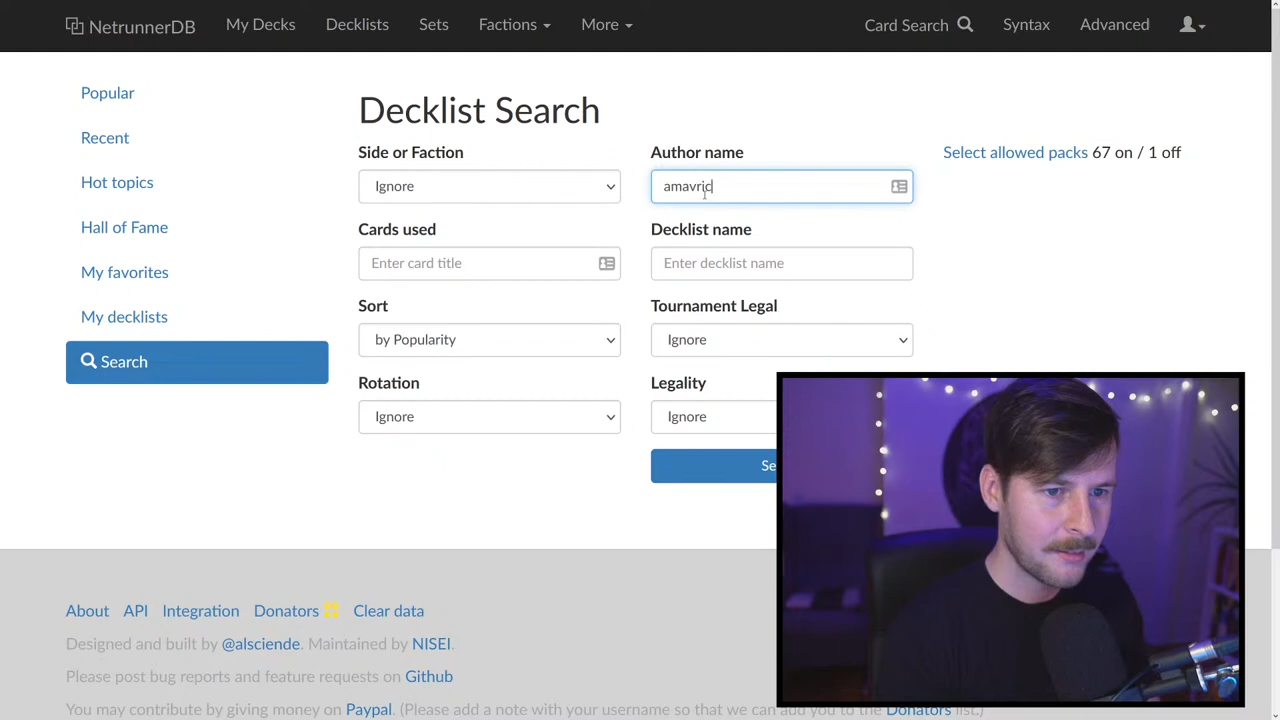 NetrunnerDB My Decks Decklists Sets Factions More Card Search Syntax Advanced
Popular
Recent
Hot topics
Hall of Fame
My favorites
My decklists
Search
Decklist Search
Side or Faction
Ignore
Author name
amavric
Select allowed packs 67 on / 1 off
Cards used
Enter card title
Decklist name
Enter decklist name
Sort
by Popularity
Tournament Legal
Ignore
Rotation
Ignore
Legality
Ignore
Se
About API Integration Donators Clear data
Designed and built by @alsciende. Maintained by NISEI.
Please post bug reports and feature requests on Github
You may contribute by giving money on Paypal. (Please add a note with your username so that we can add you to the Donators list.)